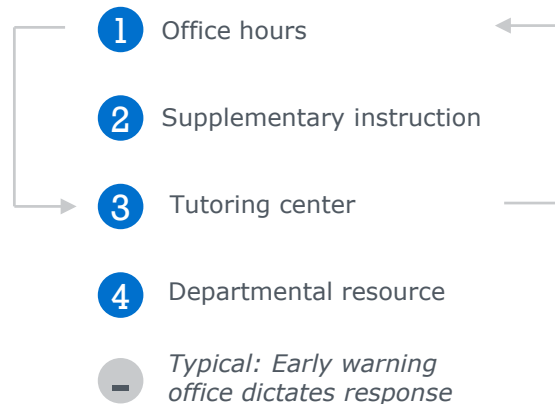 1 Office hours
2 Supplementary instruction
3 Tutoring center
4 Departmental resource
– Typical: Early warning
office dictates response